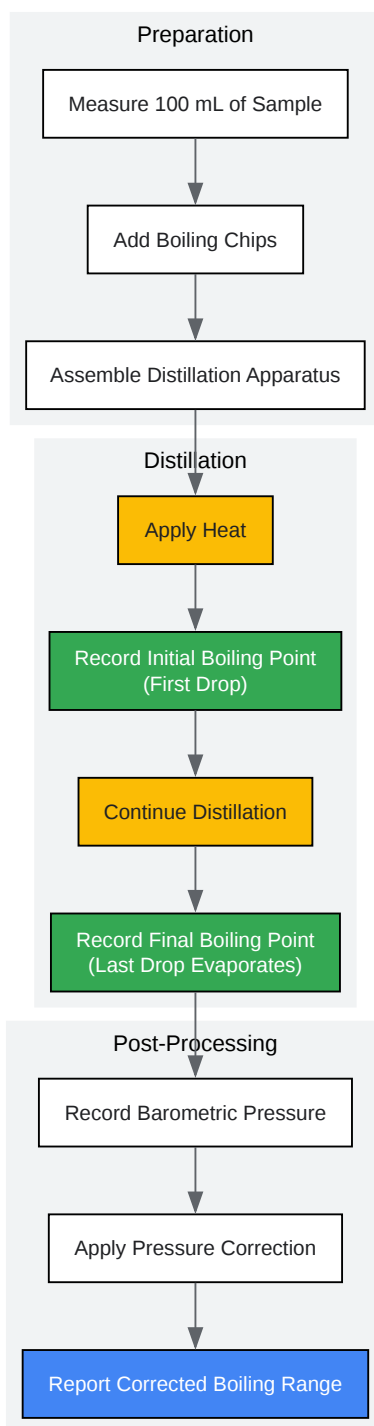 Preparation
Measure 100 mL of Sample
Add Boiling Chips
Assemble Distillation Apparatus
Distillation
Apply Heat
Record Initial Boiling Point
(First Drop)
Continue Distillation
Record Final Boiling Point
(Last Drop Evaporates)
Post-Processing
Record Barometric Pressure
Apply Pressure Correction
Report Corrected Boiling Range